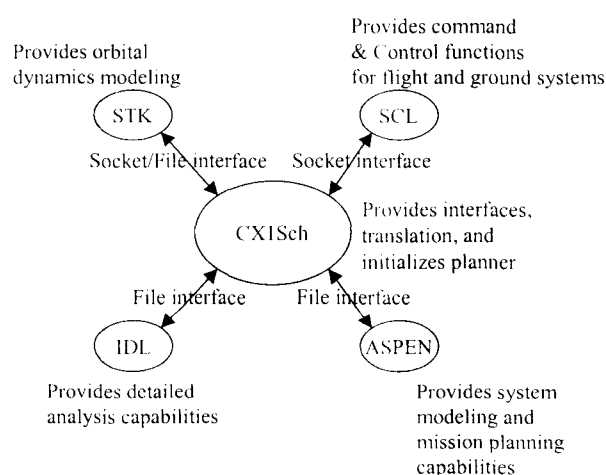 Provides orbital
dynamics modeling
Provides command
& Control functions
for flight and ground systems
STK
SCL
Socket/File interface
Socket interface
CX1Sch
Provides interfaces,
translation, and
initializes planner
File interface
File interface
IDL
ASPEN
Provides detailed
analysis capabilities
Provides system
modeling and
mission planning
capabilities